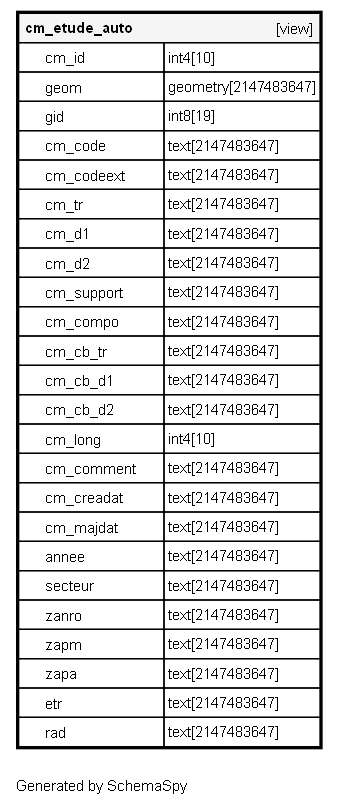 cm_etude_auto [view]
cm_id int4[10]
geom geometry[2147483647]
gid int8[19]
cm_code text[2147483647]
cm_codeext text[2147483647]
cm_tr text[2147483647]
cm_d1 text[2147483647]
cm_d2 text[2147483647]
cm_support text[2147483647]
cm_compo text[2147483647]
cm_cb_tr text[2147483647]
cm_cb_d1 text[2147483647]
cm_cb_d2 text[2147483647]
cm_long int4[10]
cm_comment text[2147483647]
cm_creadat text[2147483647]
cm_majdat text[2147483647]
annee text[2147483647]
secteur text[2147483647]
zanro text[2147483647]
zapm text[2147483647]
zapa text[2147483647]
etr text[2147483647]
rad text[2147483647]
Generated by SchemaSpy